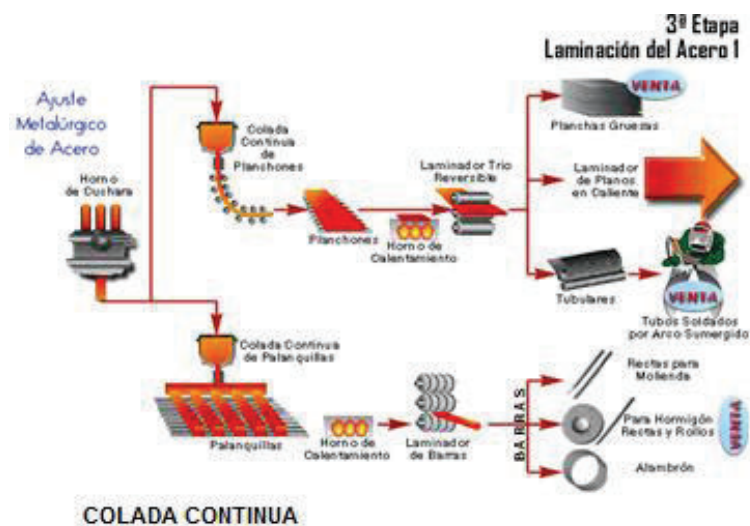 3ª Etapa
Laminación del Acero 1
Ajuste
Metalúrgico
de Acero
Horno
de Cuchara
Colada
Continua
de
Planchones
Planchones
Horno de
Calentamiento
Laminador Trío
Reversible
VENTA
Planchas Gruesas
Laminador
de Planos
en Caliente
Tubulares
VENTA
Tubos Soldados
por Arco Sumergido
Colada Continua
de Palanquillas
Palanquillas
Horno de
Calentamiento
Laminador
de Barras
BARRAS
Rectas para
Molienda
Para Hormigón
Rectas y Rollos
VENTA
Alambrón
COLADA CONTINUA